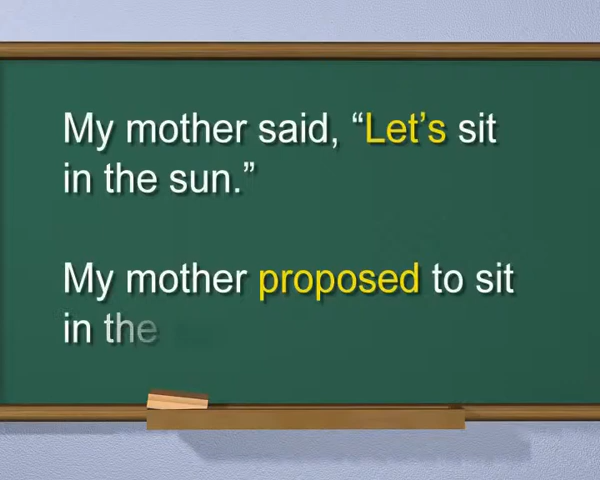 My mother said, “Let’s sit
in the sun.”
My mother proposed to sit
in the